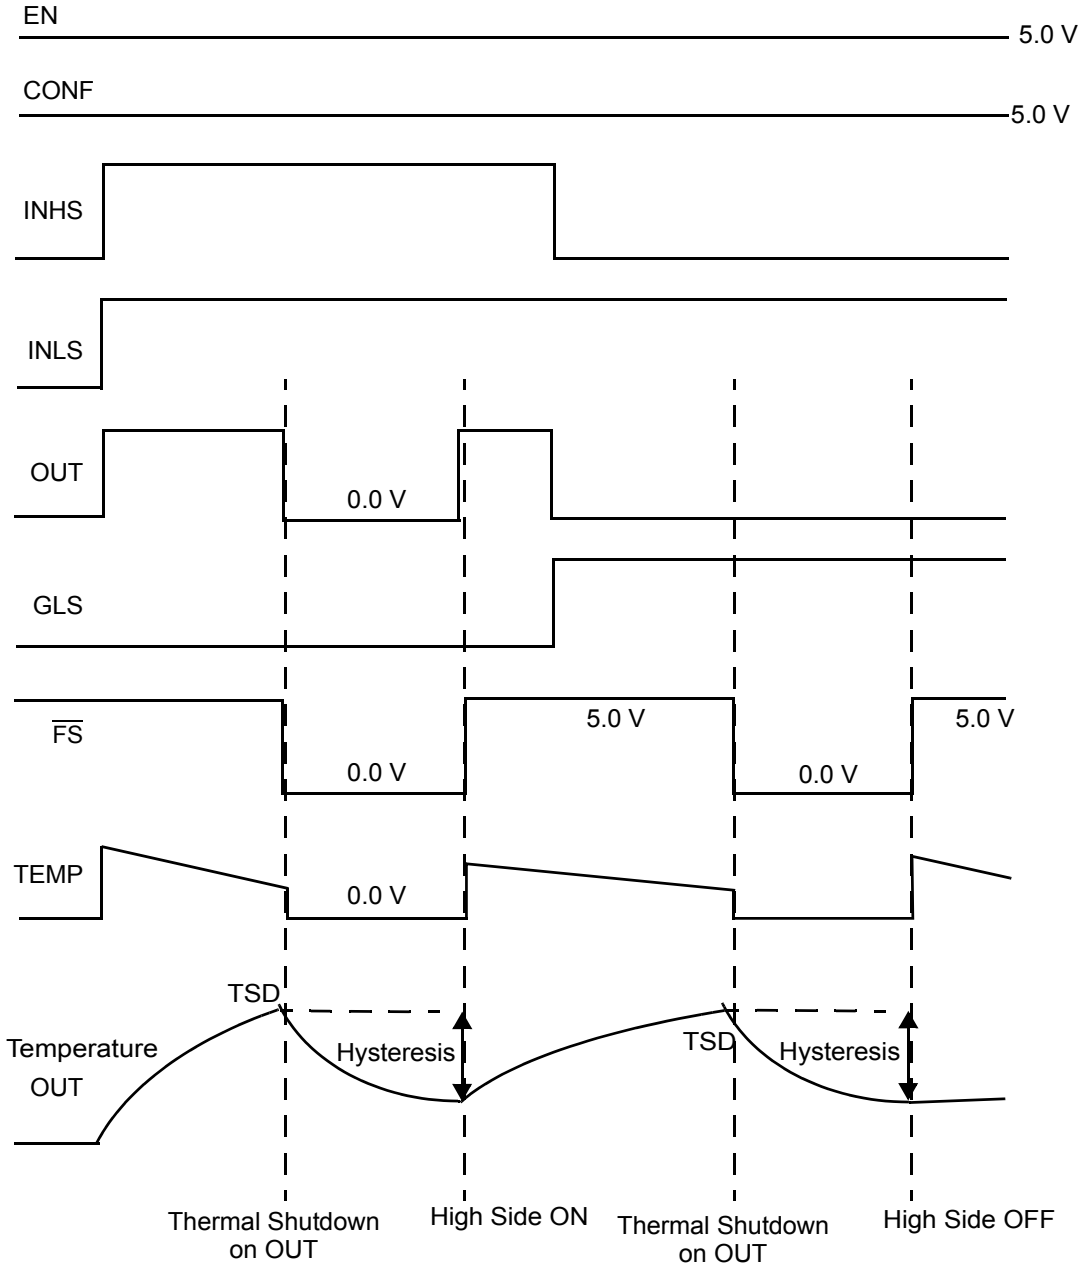 EN
5.0 V
CONF
5.0 V
INHS
INLS
OUT
0.0 V
GLS
FS
5.0 V
5.0 V
0.0 V
0.0 V
TEMP
0.0 V
TSD
Temperature
OUT
Hysteresis
TSD
Hysteresis
Thermal Shutdown
on OUT
High Side ON
Thermal Shutdown
on OUT
High Side OFF